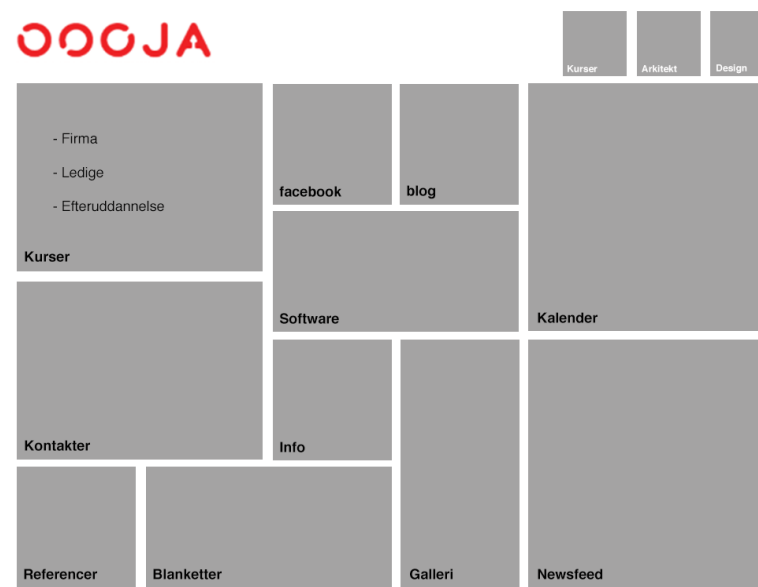 OOOJA
Kurser
Arkitekt
Design
- Firma
- Ledige
- Efteruddannelse
Kurser
facebook
blog
Software
Kalender
Kontakter
Info
Referencer
Blanketter
Galleri
Newsfeed